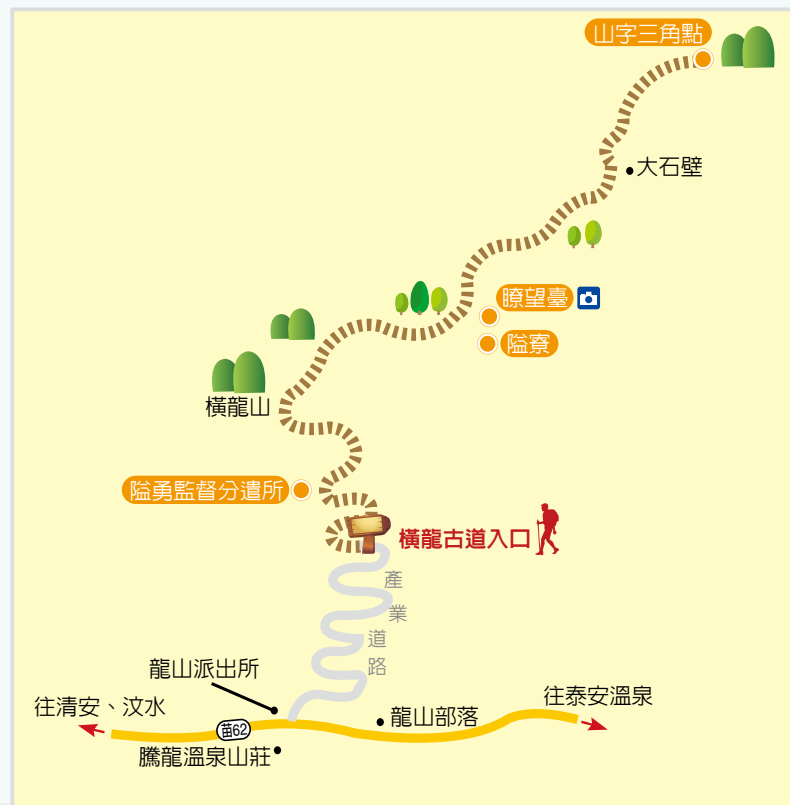 山字三角點
大石壁
瞭望臺
隘寮
橫龍山
隘勇監督分遣所
橫龍古道入口
產業道路
龍山派出所
往泰安溫泉
往清安、汶水
龍山部落
苗62
騰龍溫泉山莊